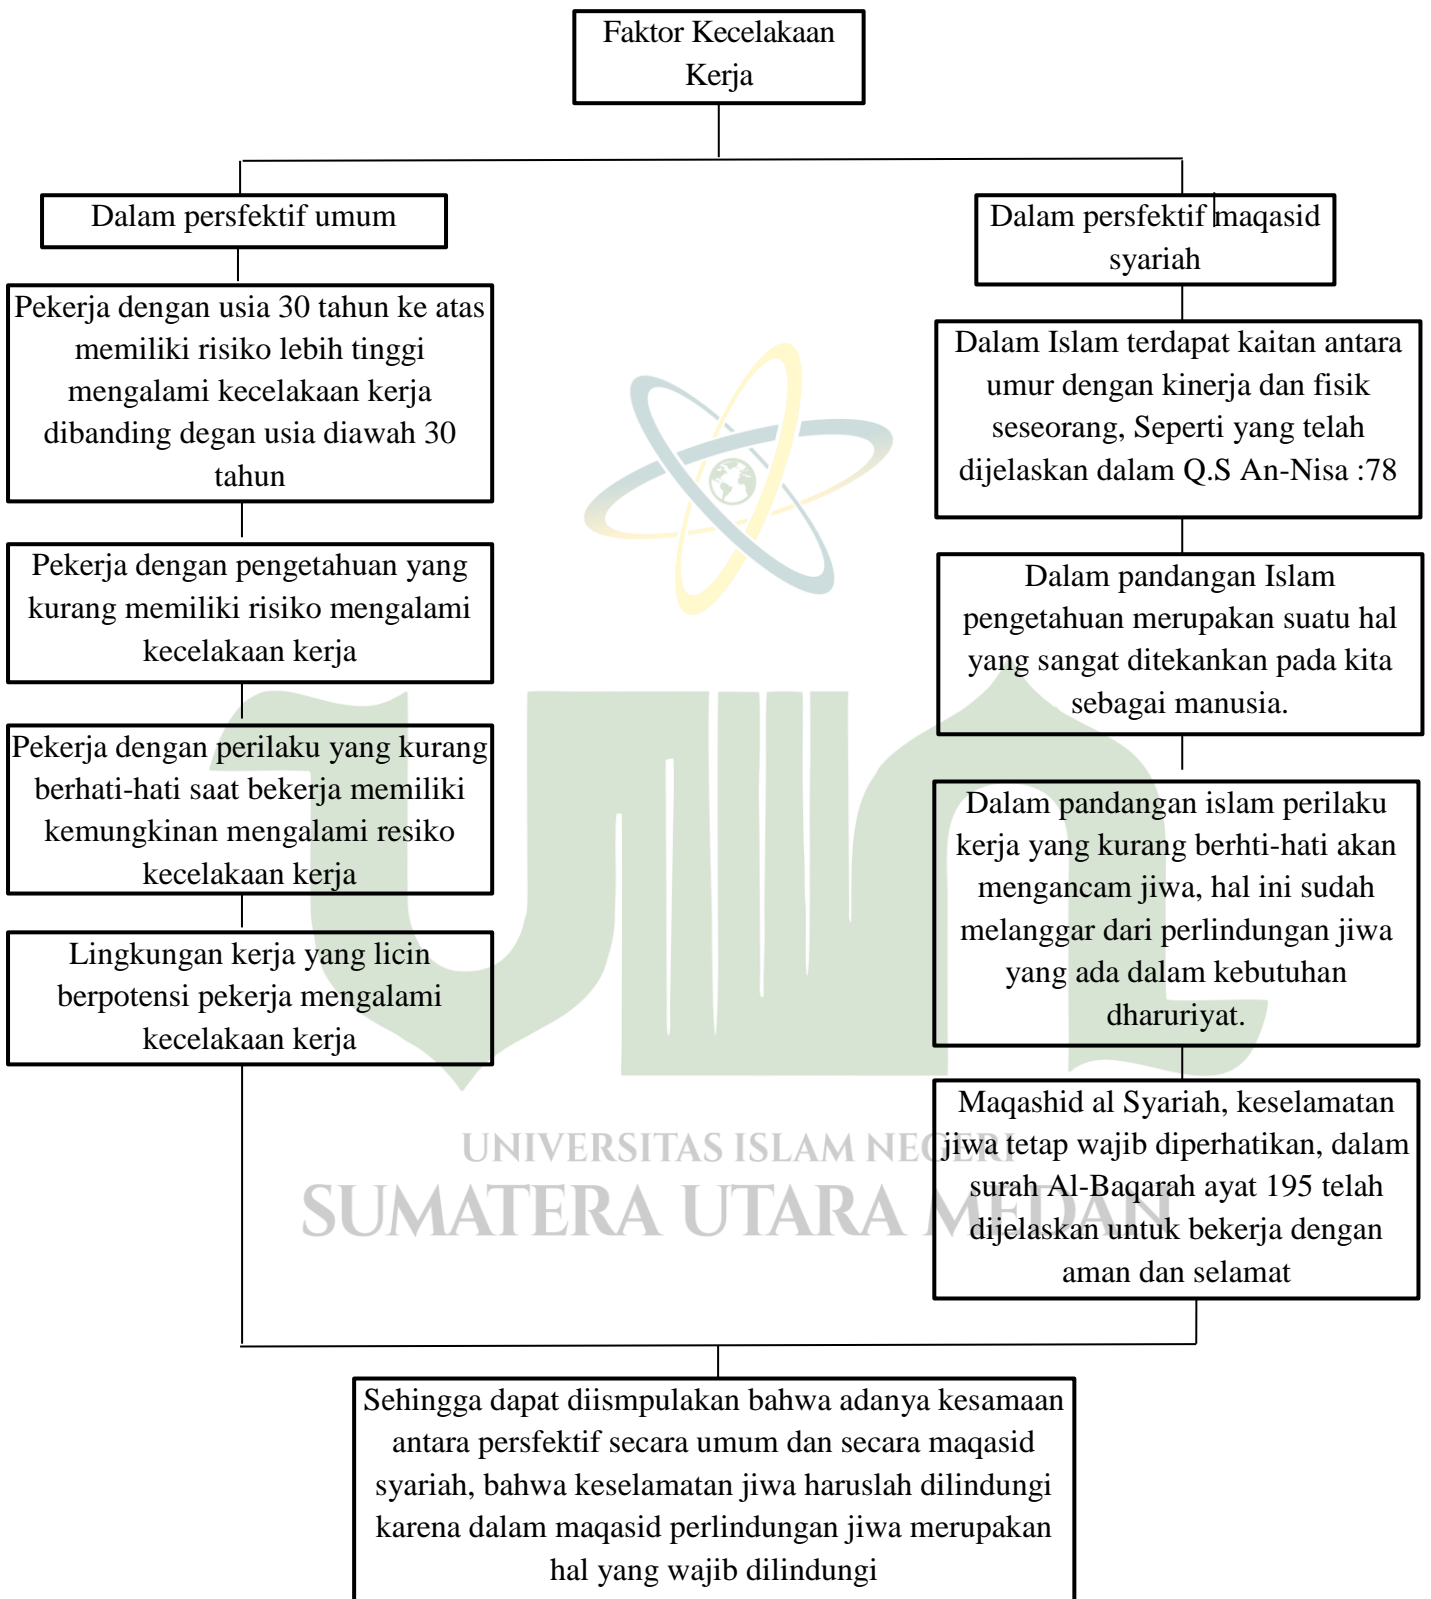 Faktor Kecelakaan
Kerja
Dalam persfektif umum
Pekerja dengan usia 30 tahun ke atas
memiliki risiko lebih tinggi
mengalami kecelakaan kerja
dibanding degan usia diawah 30
tahun
Pekerja dengan pengetahuan yang
kurang memiliki risiko mengalami
kecelakaan kerja
Pekerja dengan perilaku yang kurang
berhati-hati saat bekerja memiliki
kemungkinan mengalami resiko
kecelakaan kerja
Lingkungan kerja yang licin
berpotensi pekerja mengalami
kecelakaan kerja
Dalam persfektif maqasid
syariah
Dalam Islam terdapat kaitan antara
umur dengan kinerja dan fisik
seseorang, Seperti yang telah
dijelaskan dalam Q.S An-Nisa :78
Dalam pandangan Islam
pengetahuan merupakan suatu hal
yang sangat ditekankan pada kita
sebagai manusia.
Dalam pandangan islam perilaku
kerja yang kurang berhti-hati akan
mengancam jiwa, hal ini sudah
melanggar dari perlindungan jiwa
yang ada dalam kebutuhan
dharuriyat.
Maqashid al Syariah, keselamatan
jiwa tetap wajib diperhatikan, dalam
surah Al-Baqarah ayat 195 telah
dijelaskan untuk bekerja dengan
aman dan selamat
UNIVERSITAS ISLAM NEGERI
SUMATERA UTARA MEDAN
Sehingga dapat diismpulakan bahwa adanya kesamaan
antara persfektif secara umum dan secara maqasid
syariah, bahwa keselamatan jiwa haruslah dilindungi
karena dalam maqasid perlindungan jiwa merupakan
hal yang wajib dilindungi